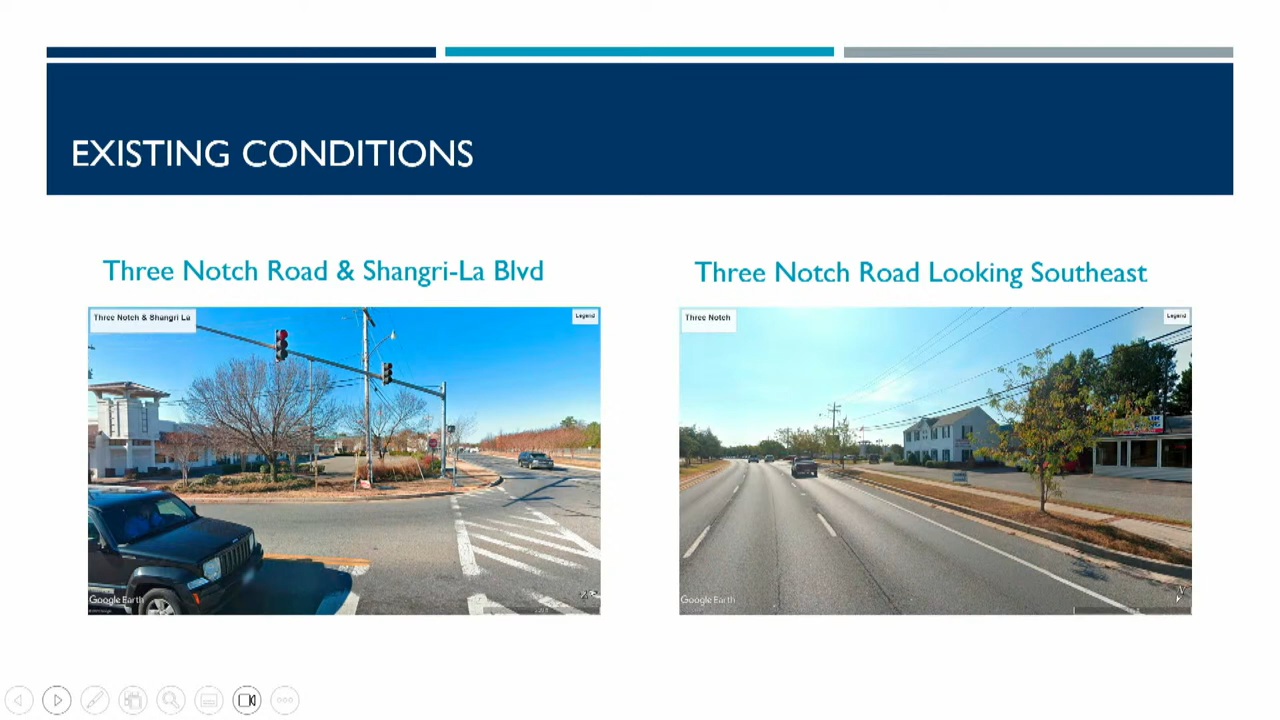 EXISTING CONDITIONS
Three Notch Road & Shangri-La Blvd
Three Notch Road Looking Southeast
Three Notch & Shangri La
Legend
Three Notch
Legend
Google Earth
Google Earth